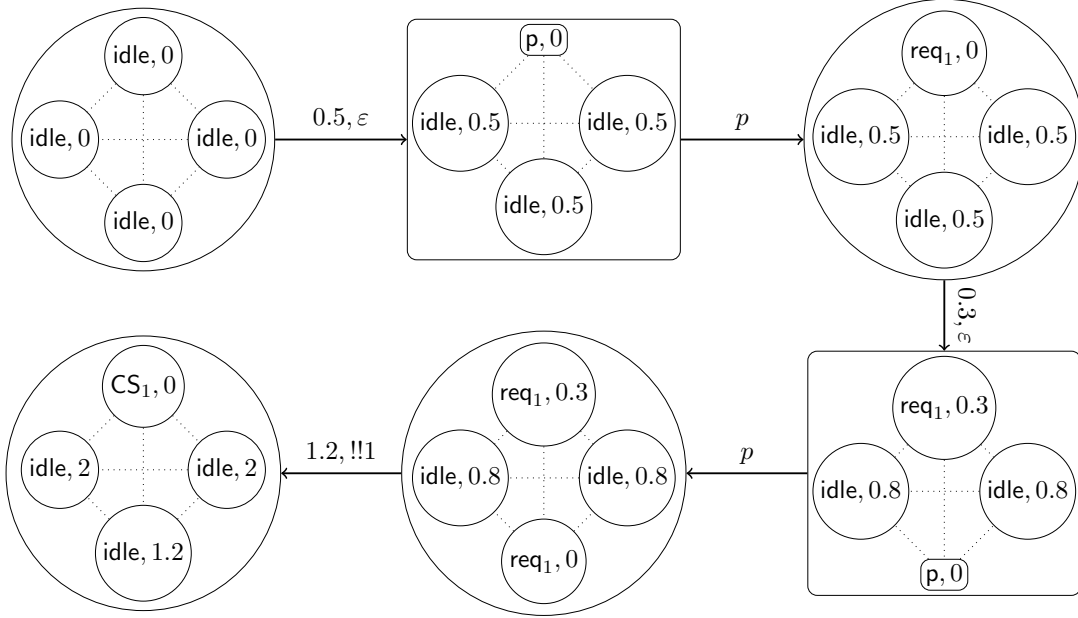 idle, 0
idle, 0
idle, 0
idle, 0
0.5, ε
p, 0
idle, 0.5
idle, 0.5
idle, 0.5
p
req₁, 0
idle, 0.5
idle, 0.5
idle, 0.5
0.3, ε
req₁, 0.3
idle, 0.8
idle, 0.8
p, 0
p
req₁, 0.3
idle, 0.8
idle, 0.8
req₁, 0
1.2, !!1
CS₁, 0
idle, 2
idle, 2
idle, 1.2